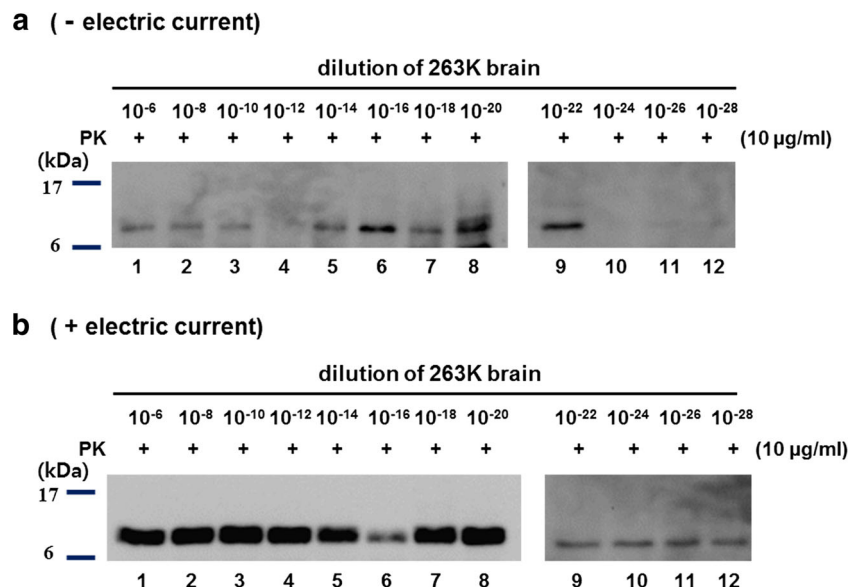 a ( - electric current)
dilution of 263K brain
10⁻⁶ 10⁻⁸ 10⁻¹⁰ 10⁻¹² 10⁻¹⁴ 10⁻¹⁶ 10⁻¹⁸ 10⁻²⁰ 10⁻²² 10⁻²⁴ 10⁻²⁶ 10⁻²⁸
PK + + + + + + + + + + + + (10 µg/ml)
(kDa)
17
6
1 2 3 4 5 6 7 8 9 10 11 12
b ( + electric current)
dilution of 263K brain
10⁻⁶ 10⁻⁸ 10⁻¹⁰ 10⁻¹² 10⁻¹⁴ 10⁻¹⁶ 10⁻¹⁸ 10⁻²⁰ 10⁻²² 10⁻²⁴ 10⁻²⁶ 10⁻²⁸
PK + + + + + + + + + + + + (10 µg/ml)
(kDa)
17
6
1 2 3 4 5 6 7 8 9 10 11 12